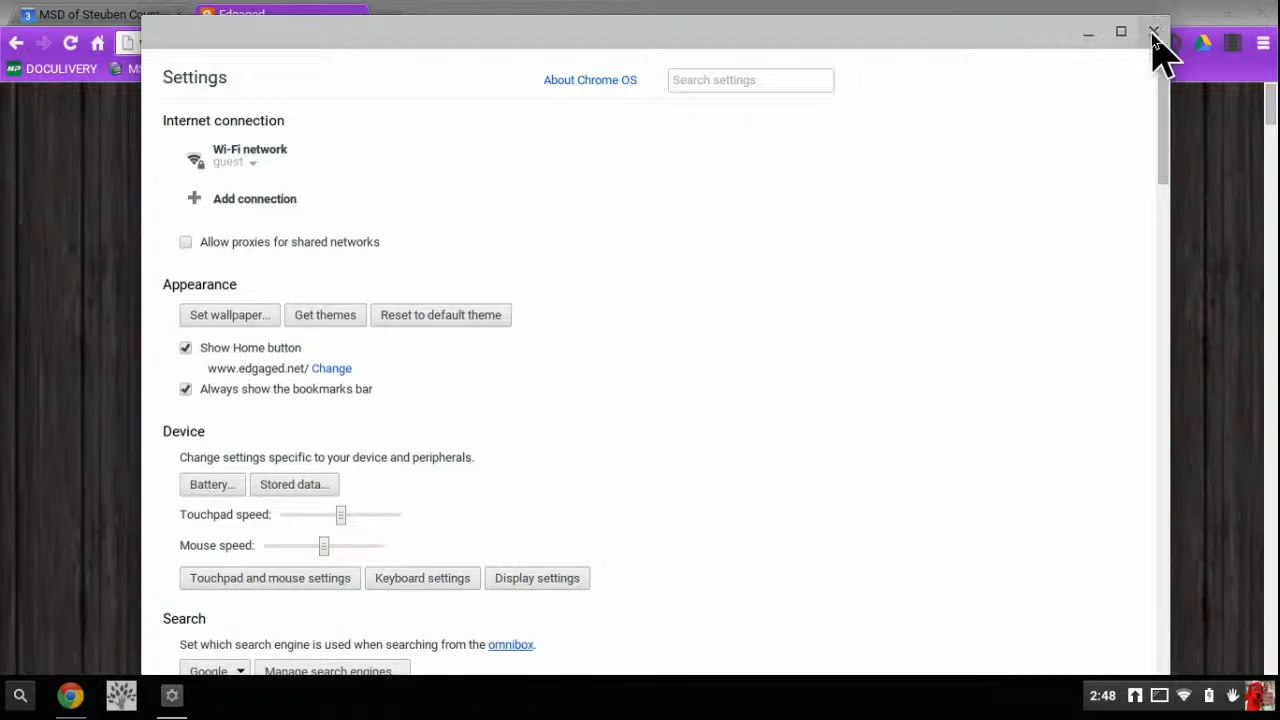 3 MSD of Steuben Coun
Edgaged
DOCULIVERY
Settings
About Chrome OS
Search settings
Internet connection
Wi-Fi network
guest
Add connection
Allow proxies for shared networks
Appearance
Set wallpaper... Get themes Reset to default theme
Show Home button
www.edgaged.net/ Change
Always show the bookmarks bar
Device
Change settings specific to your device and peripherals.
Battery... Stored data...
Touchpad speed:
Mouse speed:
Touchpad and mouse settings Keyboard settings Display settings
Search
Set which search engine is used when searching from the omnibox.
Google Manage search engines...
2:48